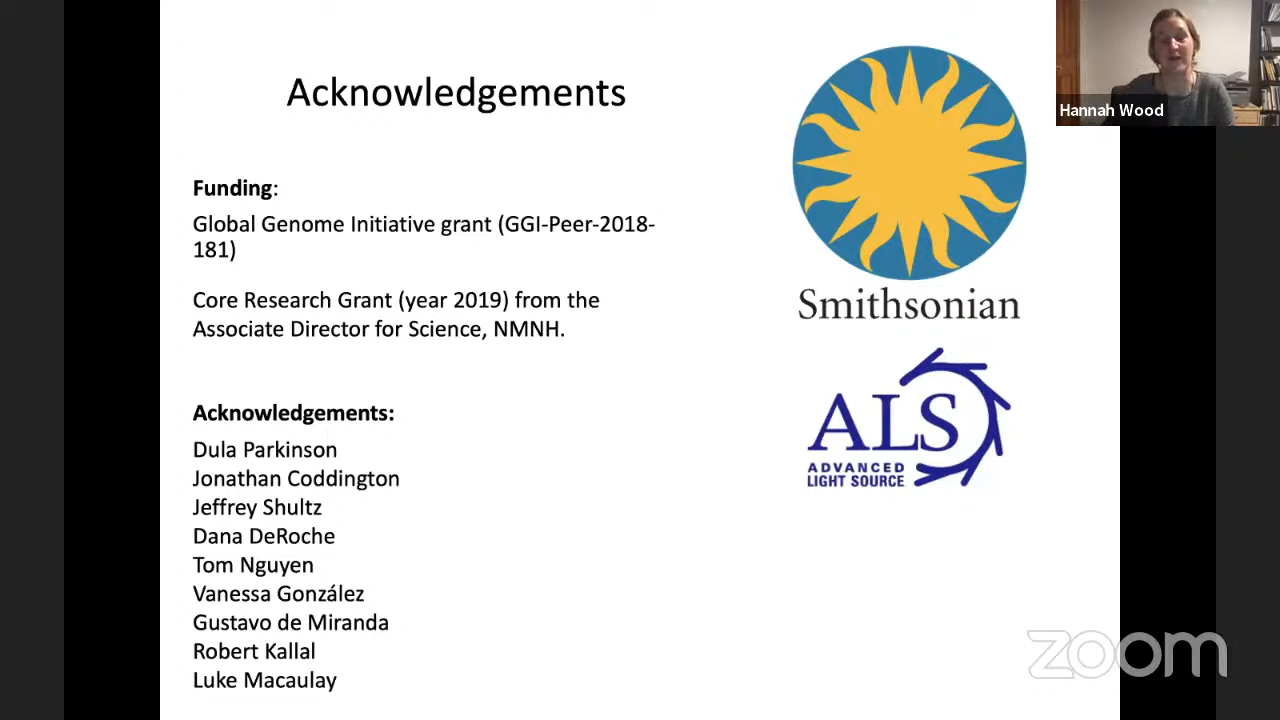 Acknowledgements
Funding:
Global Genome Initiative grant (GGI-Peer-2018-
181)
Core Research Grant (year 2019) from the
Associate Director for Science, NMNH.
Acknowledgements:
Dula Parkinson
Jonathan Coddington
Jeffrey Shultz
Dana DeRoche
Tom Nguyen
Vanessa González
Gustavo de Miranda
Robert Kallal
Luke Macaulay
Smithsonian
ALS
ADVANCED
LIGHT SOURCE
Hannah Wood
zoom